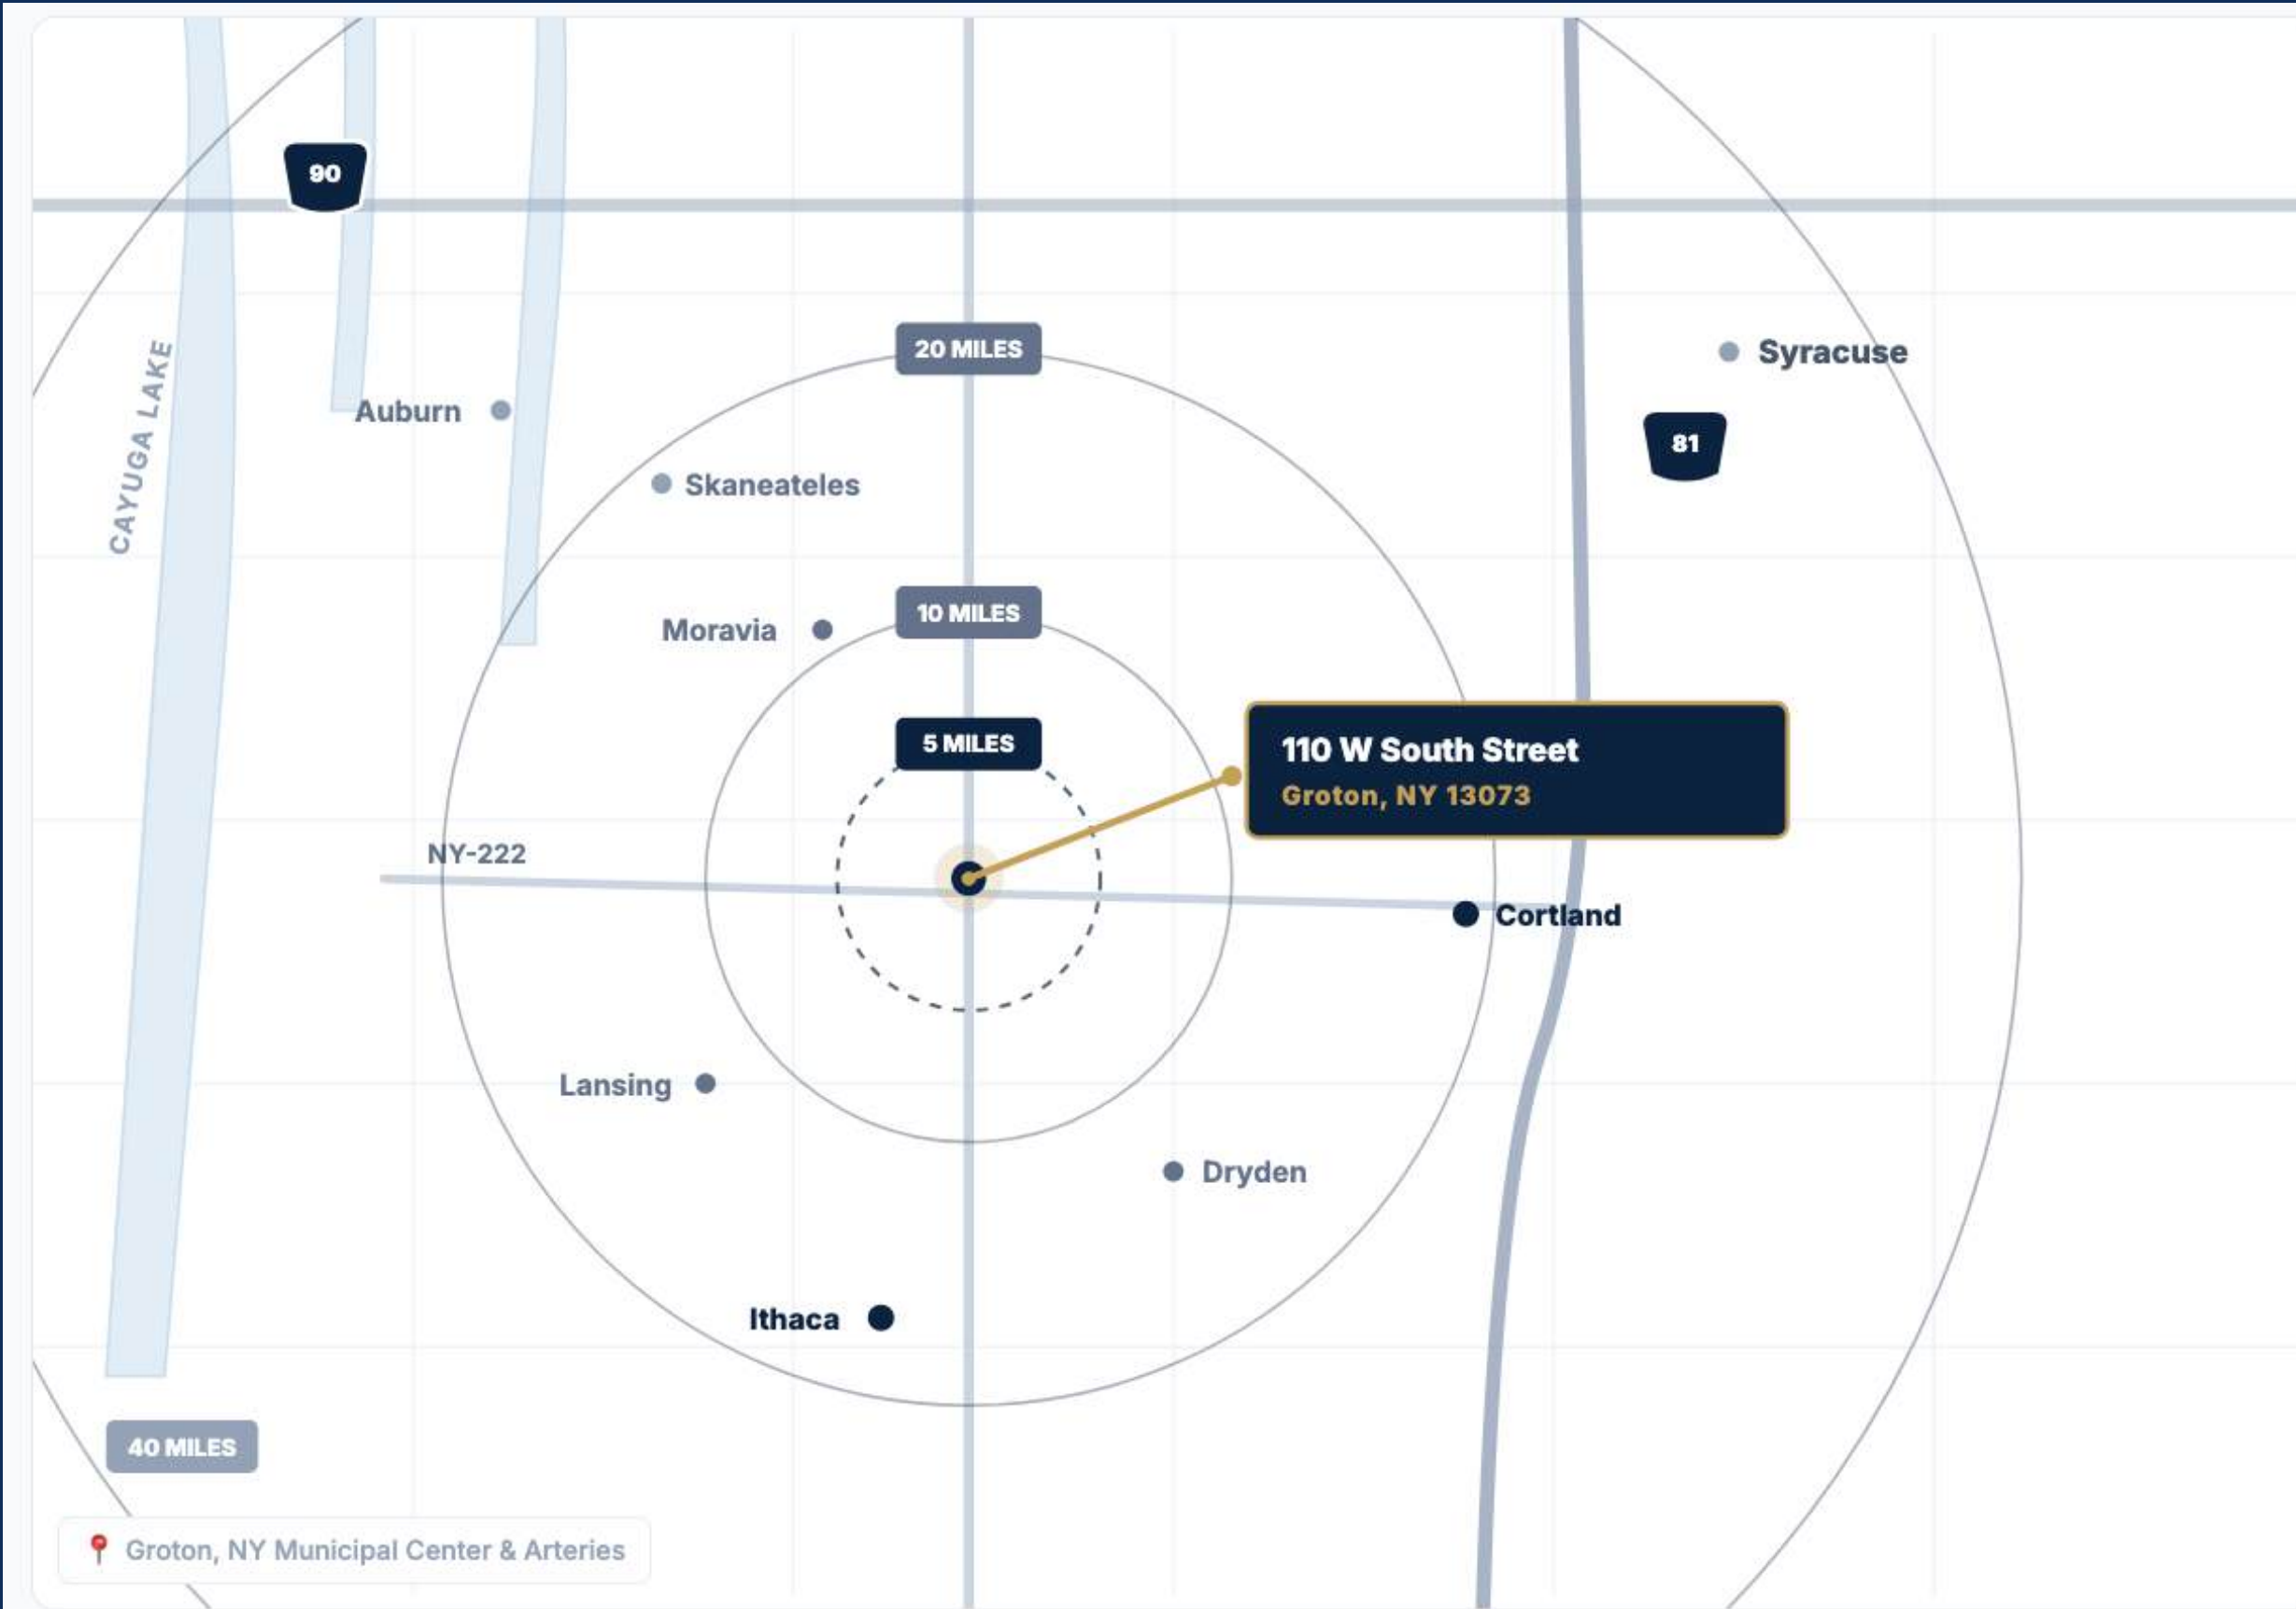 90
20 MILES
Syracuse
CAYUGA LAKE
Auburn
81
Skaneateles
10 MILES
Moravia
5 MILES
110 W South Street
Groton, NY 13073
NY-222
Cortland
Lansing
Dryden
Ithaca
40 MILES
Groton, NY Municipal Center & Arteries